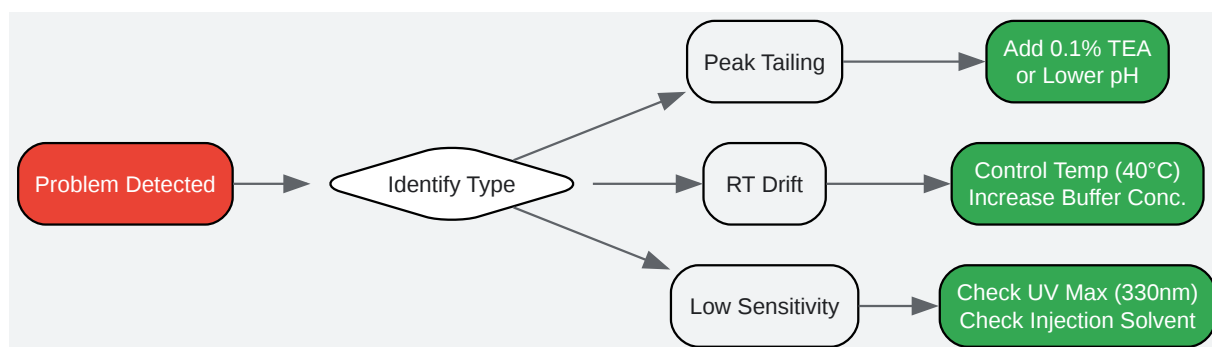 Problem Detected
Identify Type
Peak Tailing
Add 0.1% TEA
or Lower pH
RT Drift
Control Temp (40°C)
Increase Buffer Conc.
Low Sensitivity
Check UV Max (330nm)
Check Injection Solvent